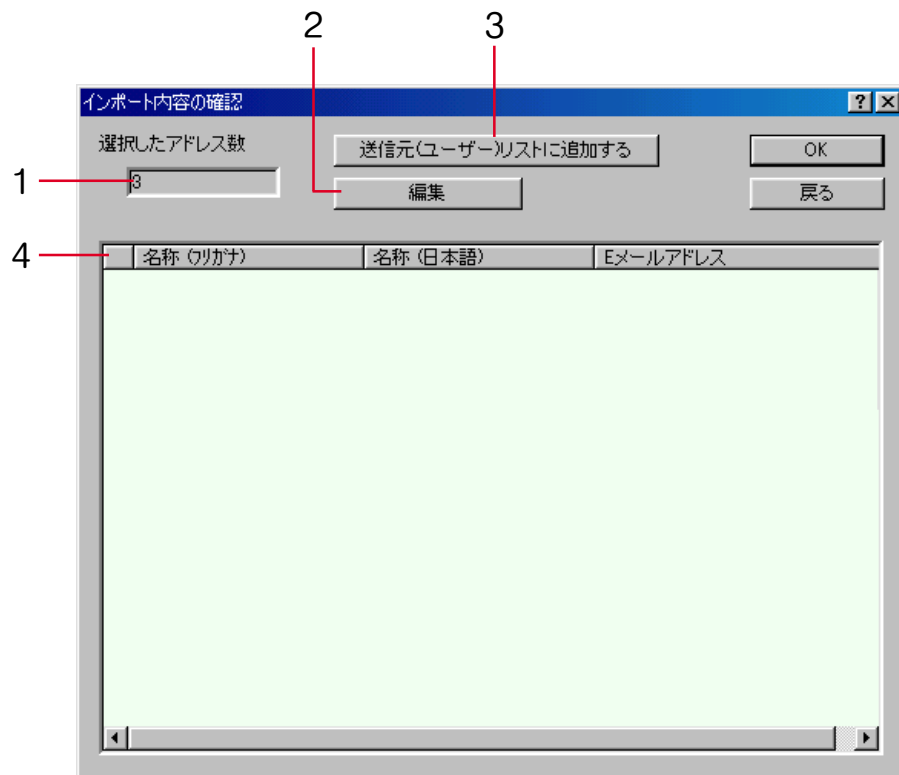 2
3
インポート内容の確認
選択したアドレス数
送信元(ユーザー)リストに追加する
OK
1
3
編集
戻る
4
名称 (フリガナ) 名称 (日本語) Eメールアドレス